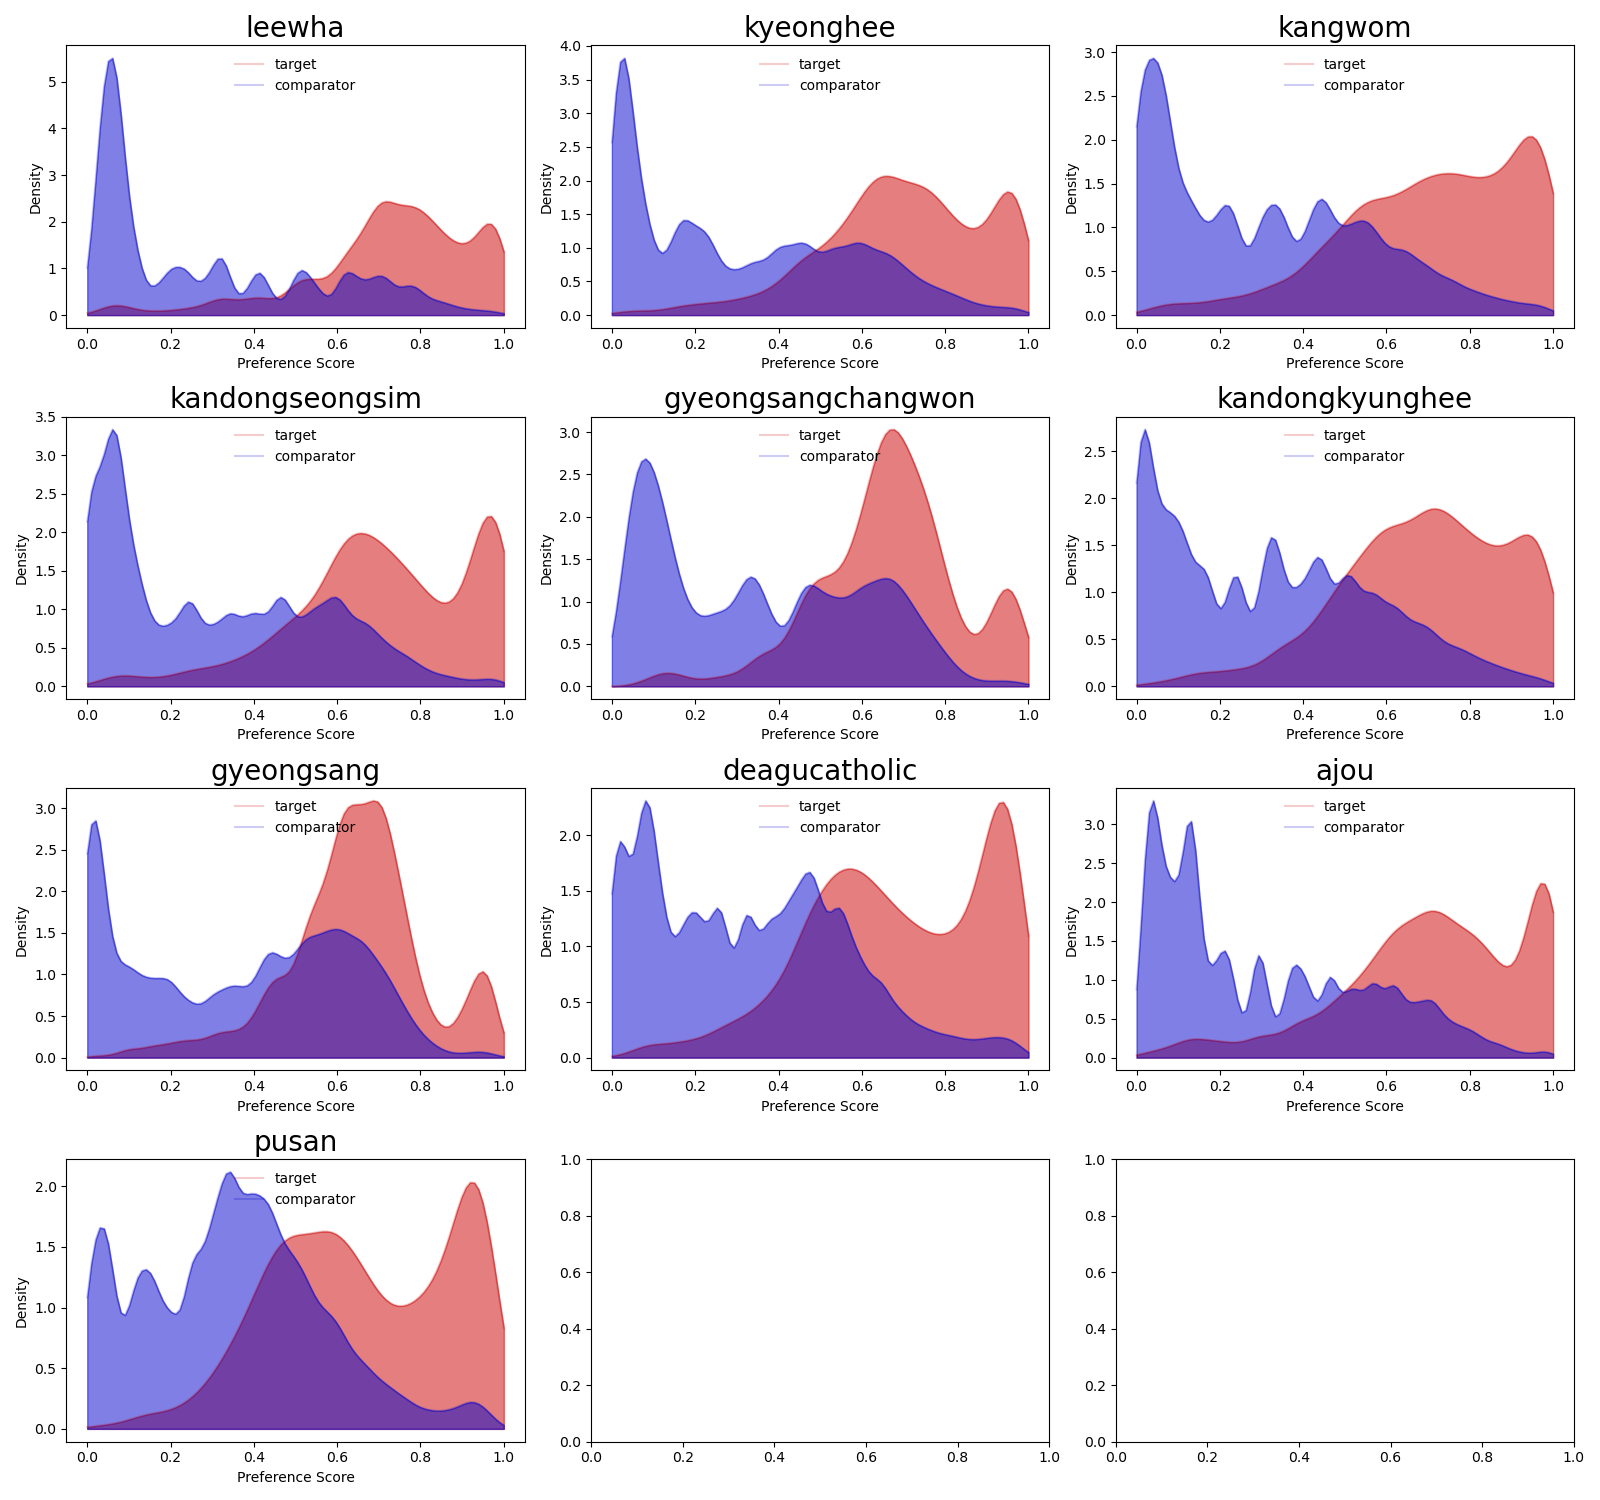 leewha
target
comparator
Density
5
4
3
2
1
0
0.0 0.2 0.4 0.6 0.8 1.0
Preference Score
kyeonghee
target
comparator
Density
4.0
3.5
3.0
2.5
2.0
1.5
1.0
0.5
0.0
0.0 0.2 0.4 0.6 0.8 1.0
Preference Score
kangwom
target
comparator
Density
3.0
2.5
2.0
1.5
1.0
0.5
0.0
0.0 0.2 0.4 0.6 0.8 1.0
Preference Score
kandongseongsim
target
comparator
Density
3.5
3.0
2.5
2.0
1.5
1.0
0.5
0.0
0.0 0.2 0.4 0.6 0.8 1.0
Preference Score
gyeongsangchangwon
target
comparator
Density
3.0
2.5
2.0
1.5
1.0
0.5
0.0
0.0 0.2 0.4 0.6 0.8 1.0
Preference Score
kandongkyunghee
target
comparator
Density
2.5
2.0
1.5
1.0
0.5
0.0
0.0 0.2 0.4 0.6 0.8 1.0
Preference Score
gyeongsang
target
comparator
Density
3.0
2.5
2.0
1.5
1.0
0.5
0.0
0.0 0.2 0.4 0.6 0.8 1.0
Preference Score
deagucatholic
target
comparator
Density
2.0
1.5
1.0
0.5
0.0
0.0 0.2 0.4 0.6 0.8 1.0
Preference Score
ajou
target
comparator
Density
3.0
2.5
2.0
1.5
1.0
0.5
0.0
0.0 0.2 0.4 0.6 0.8 1.0
Preference Score
pusan
target
comparator
Density
2.0
1.5
1.0
0.5
0.0
0.0 0.2 0.4 0.6 0.8 1.0
Preference Score
1.0
0.8
0.6
0.4
0.2
0.0
0.0 0.2 0.4 0.6 0.8 1.0
1.0
0.8
0.6
0.4
0.2
0.0
0.0 0.2 0.4 0.6 0.8 1.0